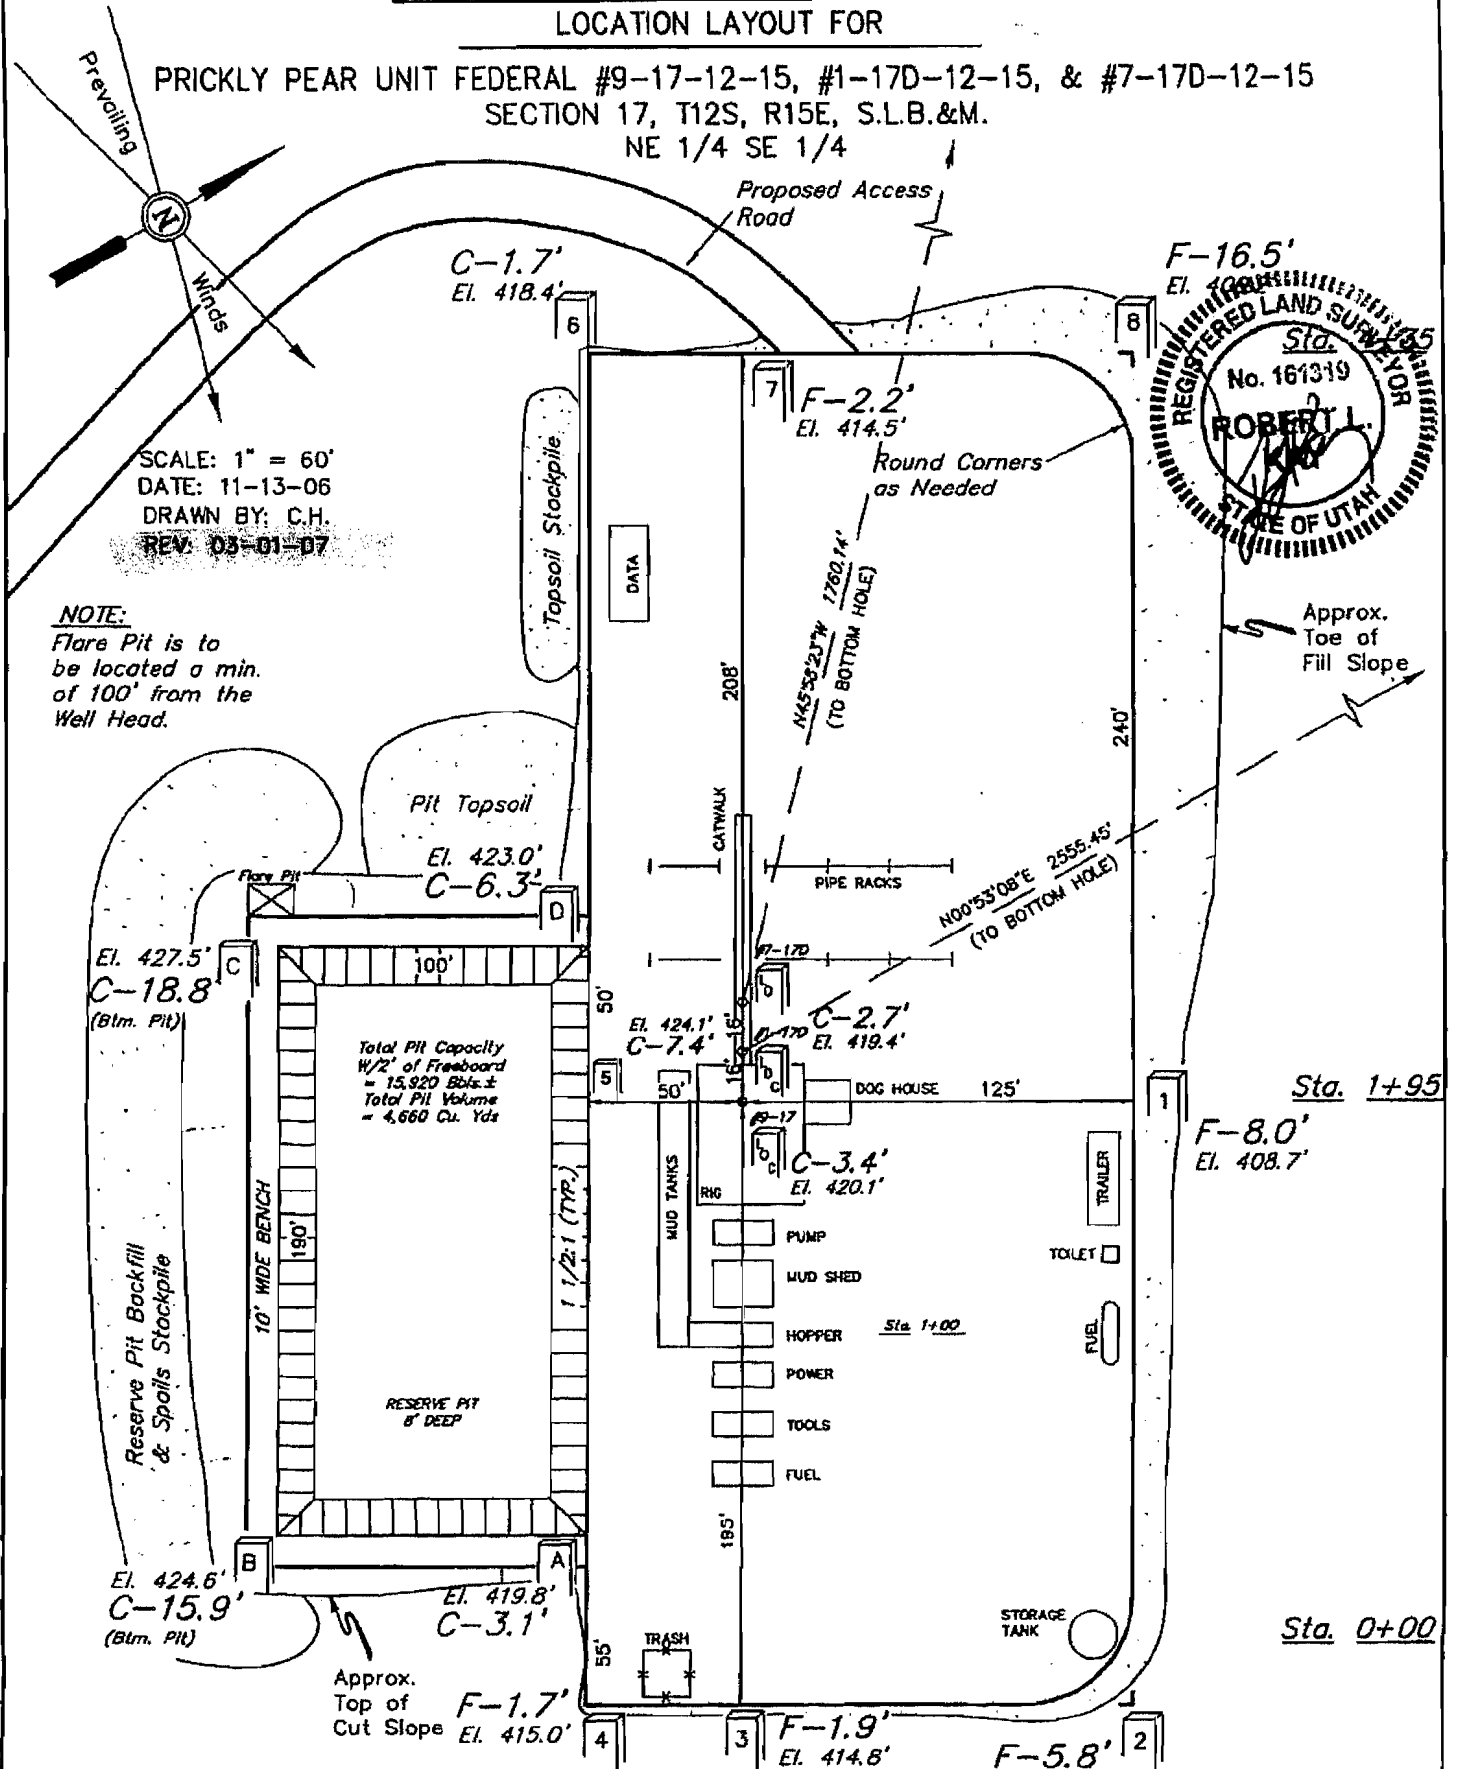 LOCATION LAYOUT FOR
PRICKLY PEAR UNIT FEDERAL #9-17-12-15, #1-17D-12-15, & #7-17D-12-15
SECTION 17, T12S, R15E, S.L.B.&M.
NE 1/4 SE 1/4
Prevailing
N
Winds
Proposed Access
Road
C-1.7'
El. 418.4'
6
F-16.5'
El.
8
Sta.
REGISTERED LAND SURVEYOR
No. 161319
ROBERT L.
STATE OF UTAH
7
F-2.2'
El. 414.5'
Round Corners
as Needed
SCALE: 1" = 60'
DATE: 11-13-06
DRAWN BY: C.H.
REV: 03-01-07
Topsoil Stockpile
DATA
NOTE:
Flare Pit is to
be located a min.
of 100' from the
Well Head.
N45°58'23"W 1760.14'
(TO BOTTOM HOLE)
208'
240'
Approx.
Toe of
Fill Slope
Pit Topsoil
CATWALK
El. 423.0'
C-6.3'
Flare Pit
D
PIPE RACKS
N00°53'08"E 2555.45'
(TO BOTTOM HOLE)
El. 427.5'
C
C-18.8'
(Btm. Pit)
100'
50'
#7-17D
El. 424.1'
C-7.4'
16'
C-2.7'
El. 419.4'
#1-17D
16'
Total Pit Capacity
W/2' of Freeboard
= 15,920 Bbls.±
Total Pit Volume
= 4,660 Cu. Yds
5
50'
DOG HOUSE
125'
1
Sta. 1+95
F-8.0'
El. 408.7'
#9-17
C-3.4'
El. 420.1'
MUD TANKS
RIG
TRAILER
10' WIDE BENCH
190'
1 1/2:1 (TYP.)
PUMP
TOILET
MUD SHED
Reserve Pit Backfill
& Spoils Stockpile
HOPPER
Sta 1+00
FUEL
POWER
RESERVE PIT
8' DEEP
TOOLS
FUEL
195'
B
A
El. 424.6'
C-15.9'
(Btm. Pit)
El. 419.8'
C-3.1'
STORAGE
TANK
Sta. 0+00
TRASH
55'
Approx.
Top of
Cut Slope
F-1.7'
El. 415.0'
4
3
F-1.9'
El. 414.8'
F-5.8'
2